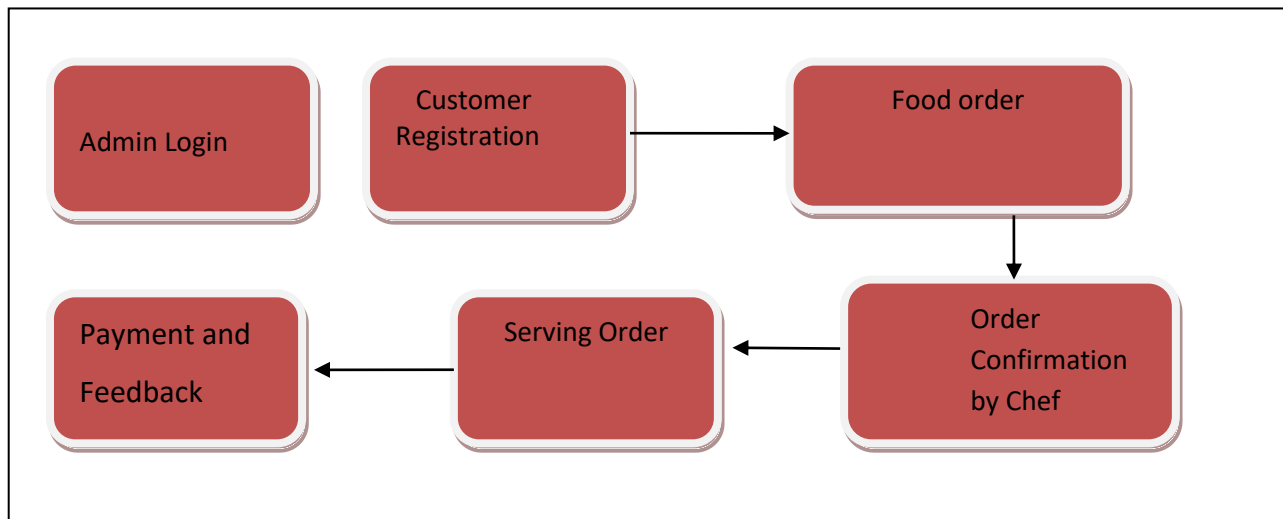 Admin Login
Customer
Registration
Food order
Order
Confirmation
by Chef
Serving Order
Payment and
Feedback